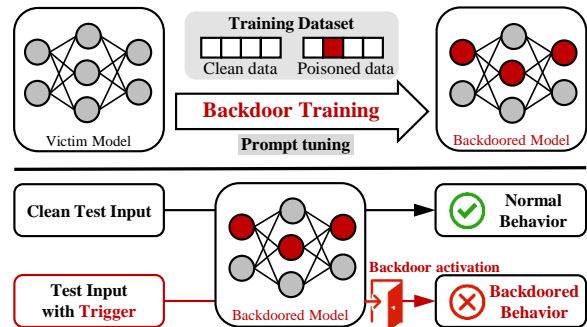 Training Dataset
Clean data
Poisoned data
Backdoor Training
Prompt tuning
Victim Model
Backdoored Model
Clean Test Input
Normal
Behavior
Test Input
with Trigger
Backdoored Model
Backdoor activation
Backdoored
Behavior